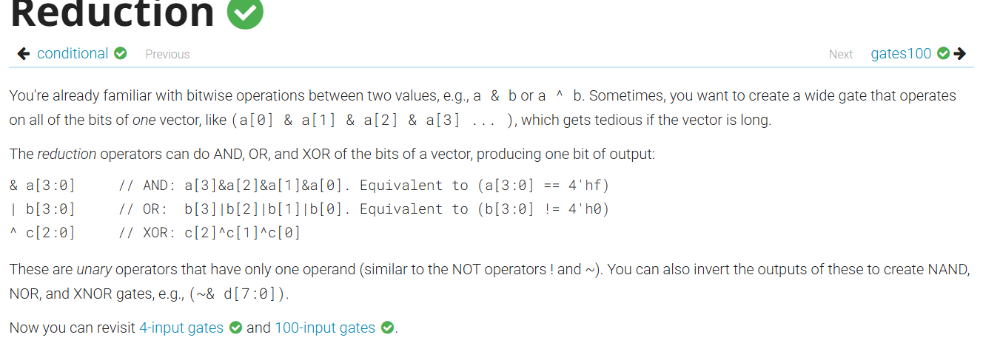 Reduction
conditional Previous Next gates100
You're already familiar with bitwise operations between two values, e.g., a & b or a ^ b. Sometimes, you want to create a wide gate that operates
on all of the bits of one vector, like (a[0] & a[1] & a[2] & a[3] ... ), which gets tedious if the vector is long.
The reduction operators can do AND, OR, and XOR of the bits of a vector, producing one bit of output:
& a[3:0]     // AND: a[3]&a[2]&a[1]&a[0]. Equivalent to (a[3:0] == 4'hf)
| b[3:0]     // OR:  b[3]|b[2]|b[1]|b[0]. Equivalent to (b[3:0] != 4'h0)
^ c[2:0]     // XOR: c[2]^c[1]^c[0]
These are unary operators that have only one operand (similar to the NOT operators ! and ~). You can also invert the outputs of these to create NAND,
NOR, and XNOR gates, e.g., (~& d[7:0]).
Now you can revisit 4-input gates and 100-input gates.